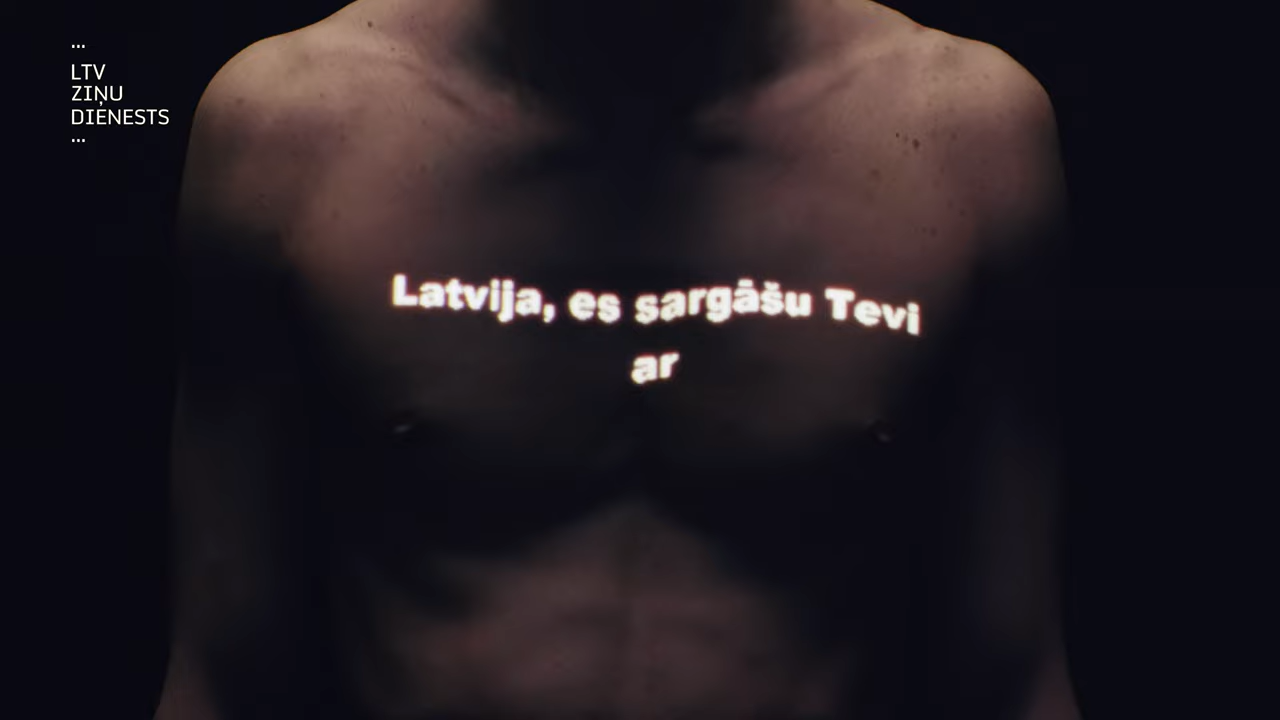 ...
LTV
ZIŅU
DIENESTS
...
Latvija, es sargāšu Tevi
ar